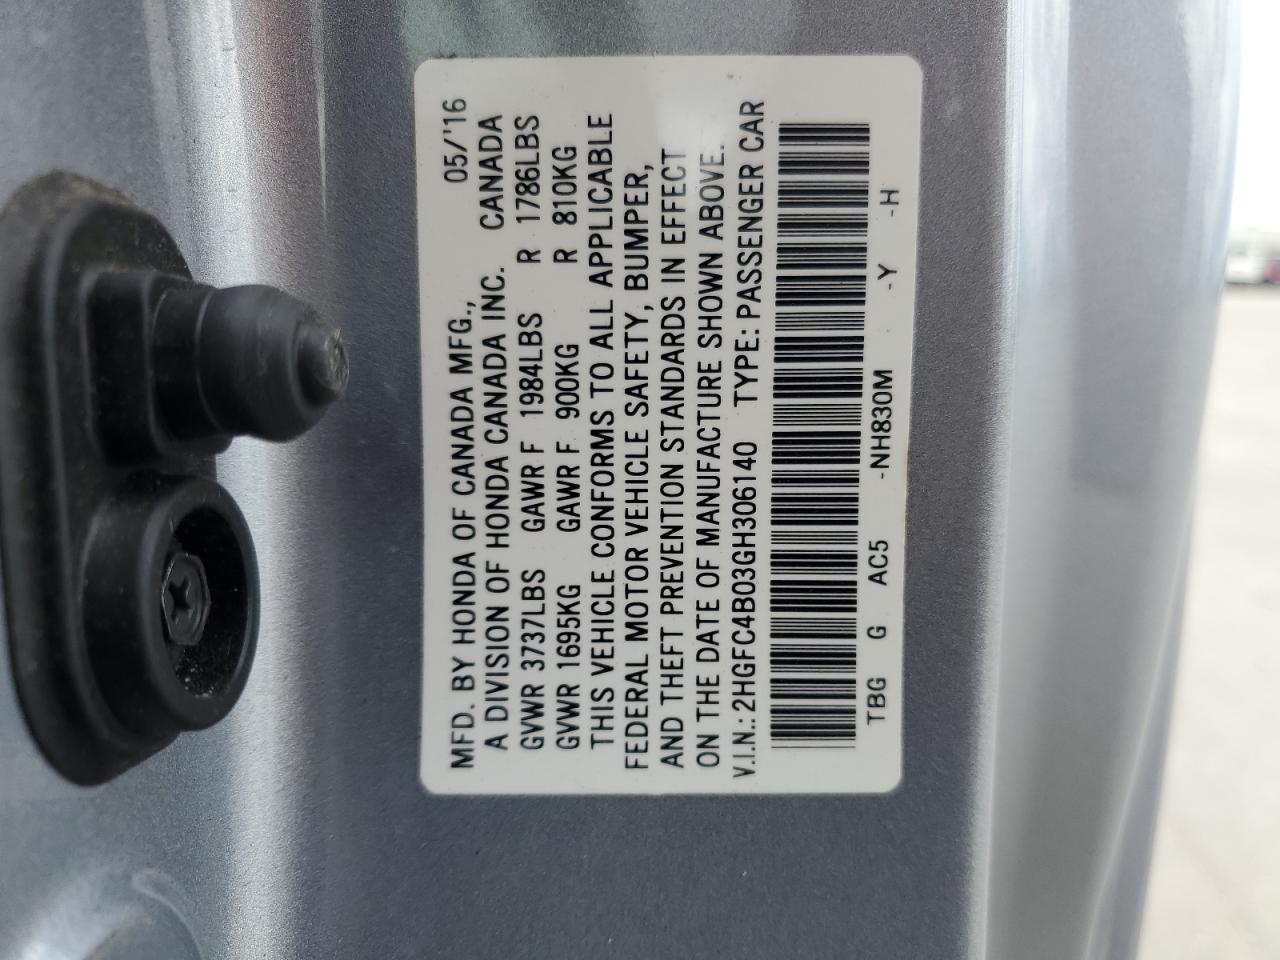 MFD. BY HONDA OF CANADA MFG., 05/'16
A DIVISION OF HONDA CANADA INC. CANADA
GVWR 3737LBS GAWR F 1984LBS R 1786LBS
GVWR 1695KG GAWR F. 900KG R 810KG
THIS VEHICLE CONFORMS TO ALL APPLICABLE
FEDERAL MOTOR VEHICLE SAFETY, BUMPER,
AND THEFT PREVENTION STANDARDS IN EFFECT
ON THE DATE OF MANUFACTURE SHOWN ABOVE.
V.I.N.: 2HGFC4B03GH306140 TYPE: PASSENGER CAR
TBG G AC5 -NH830M -Y -H